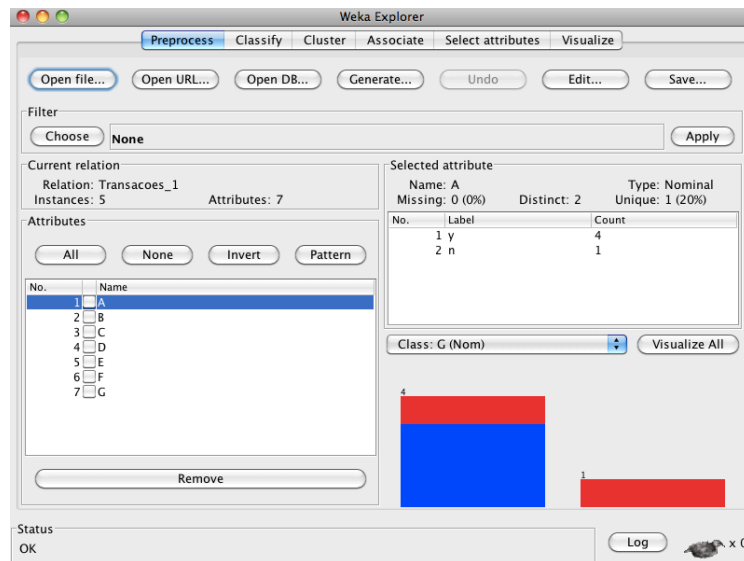 Weka Explorer
Preprocess Classify Cluster Associate Select attributes Visualize
Open file... Open URL... Open DB... Generate... Undo Edit... Save...
Filter
Choose None Apply
Current relation
Relation: Transacoes_1
Instances: 5 Attributes: 7
Attributes
All None Invert Pattern
No. Name
1 A
2 B
3 C
4 D
5 E
6 F
7 G
Remove
Selected attribute
Name: A Type: Nominal
Missing: 0 (0%) Distinct: 2 Unique: 1 (20%)
No. Label Count
1 y 4
2 n 1
Class: G (Nom) Visualize All
4
1
Status
OK
Log x 0